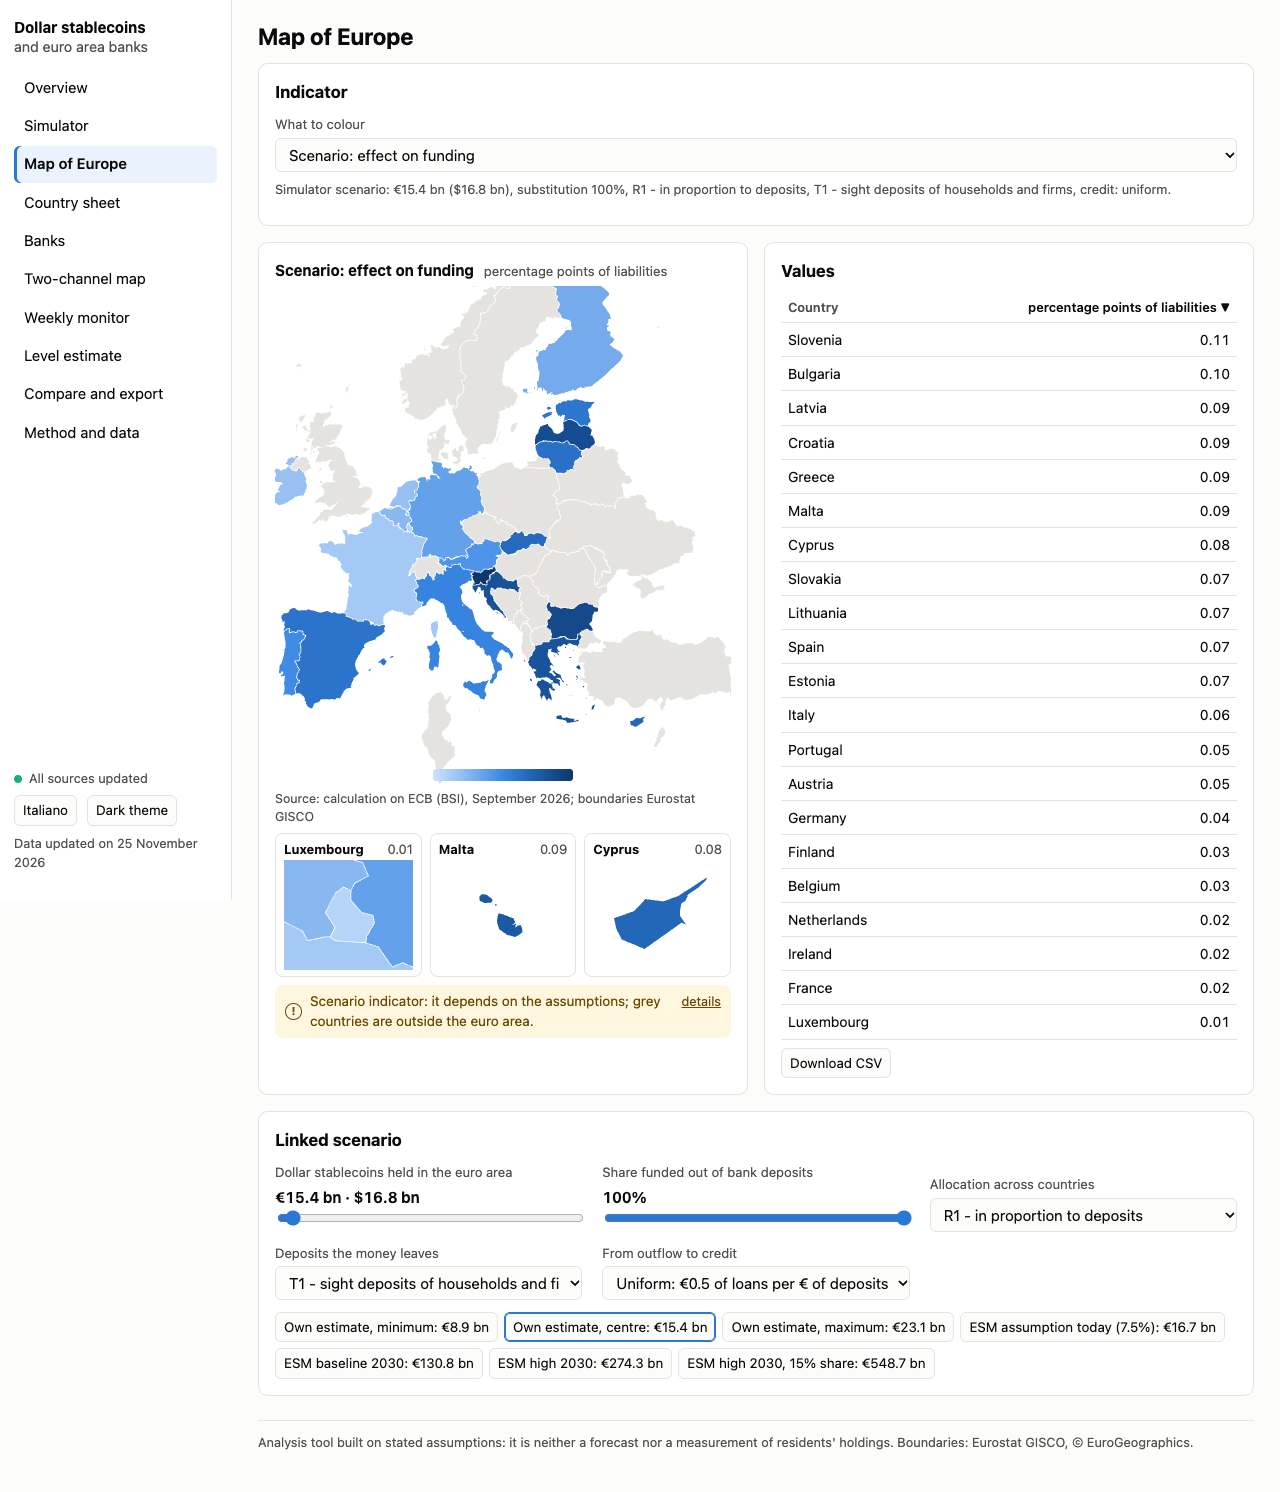 Dollar stablecoins
and euro area banks
Overview
Simulator
Map of Europe
Country sheet
Banks
Two-channel map
Weekly monitor
Level estimate
Compare and export
Method and data
All sources updated
Italiano
Dark theme
Data updated on 25 November
2026
Map of Europe
Indicator
What to colour
Scenario: effect on funding
Simulator scenario: €15.4 bn ($16.8 bn), substitution 100%, R1 - in proportion to deposits, T1 - sight deposits of households and firms, credit: uniform.
Scenario: effect on funding percentage points of liabilities
Source: calculation on ECB (BSI), September 2026; boundaries Eurostat
GISCO
Luxembourg 0.01
Malta 0.09
Cyprus 0.08
Scenario indicator: it depends on the assumptions; grey
countries are outside the euro area.
details
Values
Country percentage points of liabilities ▼
Slovenia 0.11
Bulgaria 0.10
Latvia 0.09
Croatia 0.09
Greece 0.09
Malta 0.09
Cyprus 0.08
Slovakia 0.07
Lithuania 0.07
Spain 0.07
Estonia 0.07
Italy 0.06
Portugal 0.05
Austria 0.05
Germany 0.04
Finland 0.03
Belgium 0.03
Netherlands 0.02
Ireland 0.02
France 0.02
Luxembourg 0.01
Download CSV
Linked scenario
Dollar stablecoins held in the euro area
€15.4 bn · $16.8 bn
Share funded out of bank deposits
100%
Allocation across countries
R1 - in proportion to deposits
Deposits the money leaves
T1 - sight deposits of households and fi
From outflow to credit
Uniform: €0.5 of loans per € of deposits
Own estimate, minimum: €8.9 bn
Own estimate, centre: €15.4 bn
Own estimate, maximum: €23.1 bn
ESM assumption today (7.5%): €16.7 bn
ESM baseline 2030: €130.8 bn
ESM high 2030: €274.3 bn
ESM high 2030, 15% share: €548.7 bn
Analysis tool built on stated assumptions: it is neither a forecast nor a measurement of residents' holdings. Boundaries: Eurostat GISCO, © EuroGeographics.